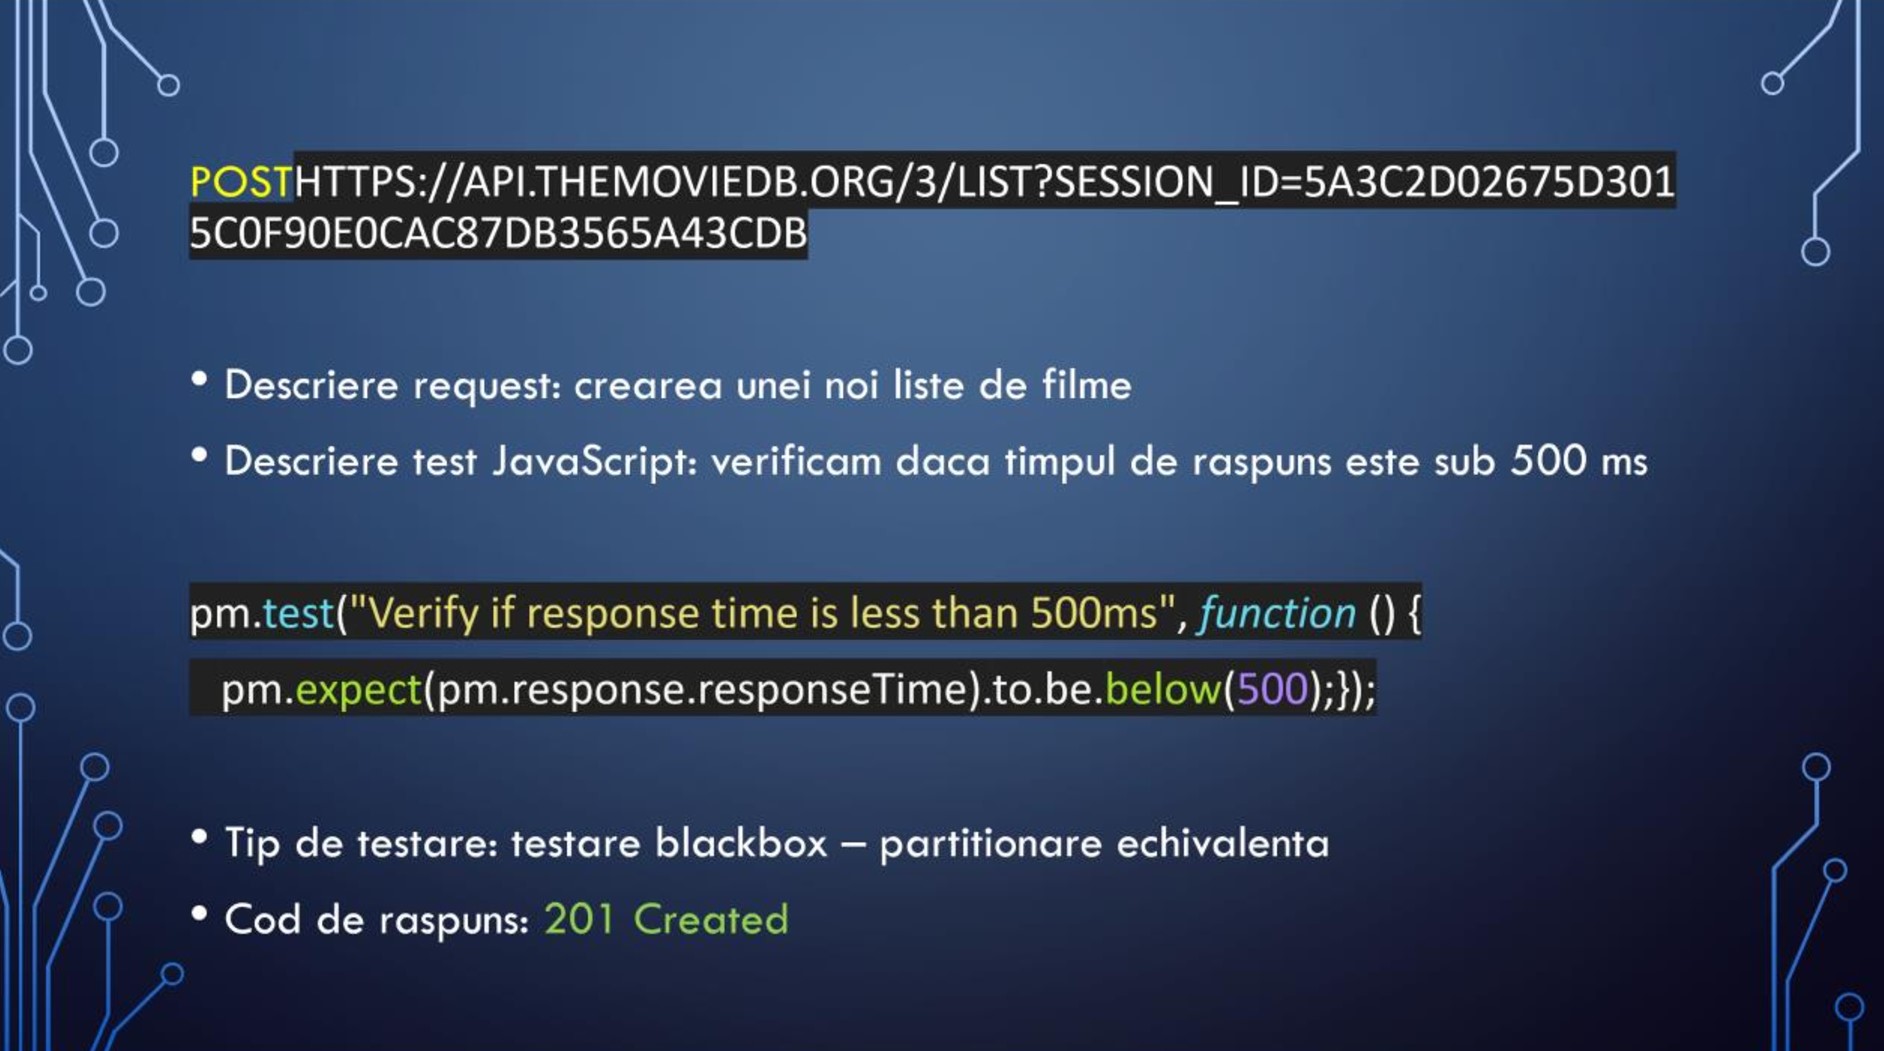 POSTHTTPS://API.THEMOVIEDB.ORG/3/LIST?SESSION_ID=5A3C2D02675D301
5C0F90E0CAC87DB3565A43CDB
• Descriere request: crearea unei noi liste de filme
• Descriere test JavaScript: verificam daca timpul de raspuns este sub 500 ms
pm.test("Verify if response time is less than 500ms", function () {
pm.expect(pm.response.responseTime).to.be.below(500);});
• Tip de testare: testare blackbox – partitionare echivalenta
• Cod de raspuns: 201 Created